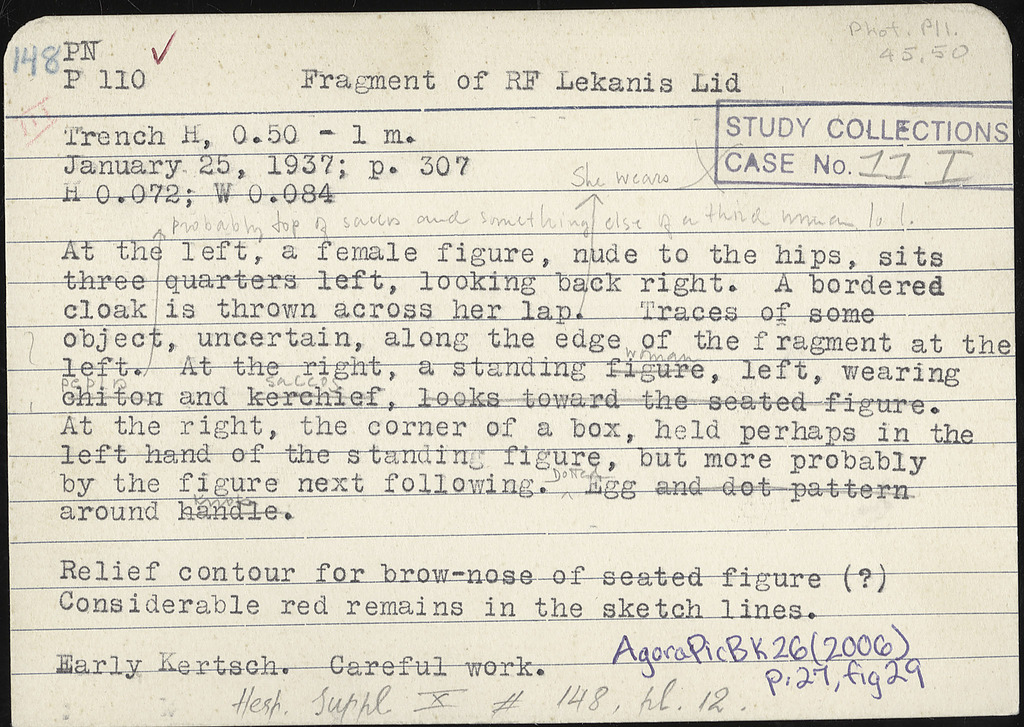 148 PN ✓
Phot. P11.
45.50
P 110 Fragment of RF Lekanis Lid
Trench H, 0.50 - 1 m.
STUDY COLLECTIONS
CASE No. 11 I
January 25, 1937; p. 307
H 0.072; W 0.084
She wears
probably top of saccos and something else of a third woman to l.
At the left, a female figure, nude to the hips, sits
three quarters left, looking back right. A bordered
cloak is thrown across her lap. Traces of some
object, uncertain, along the edge of the fragment at the
woman
left. At the right, a standing figure, left, wearing
peplos saccos
chiton and kerchief, looks toward the seated figure.
At the right, the corner of a box, held perhaps in the
left hand of the standing figure, but more probably
Dotted
by the figure next following. Egg and dot pattern
knob
around handle.
Relief contour for brow-nose of seated figure (?)
Considerable red remains in the sketch lines.
Early Kertsch. Careful work.
AgoraPicBK 26 (2006)
p. 27, fig 29
Hesp. Suppl X # 148, pl. 12.